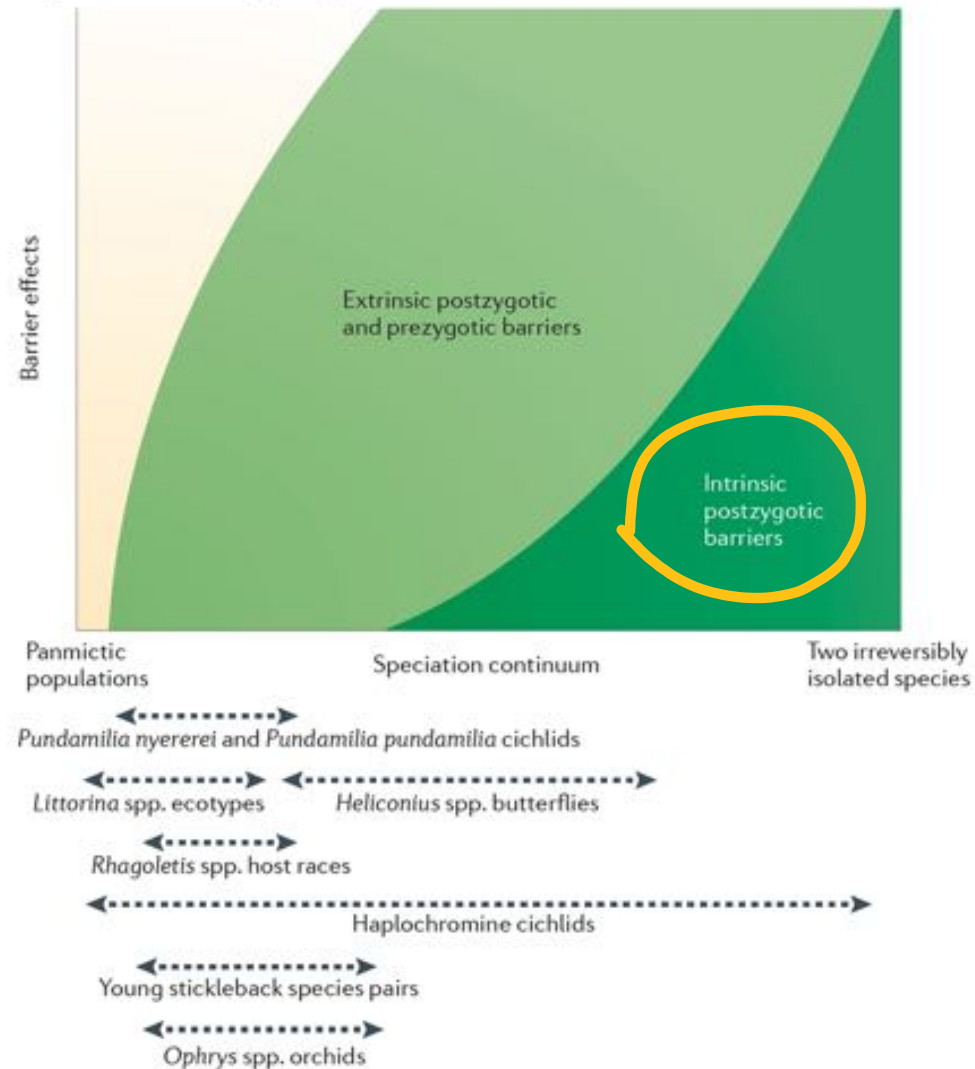 Barrier effects
Extrinsic postzygotic
and prezygotic barriers
Intrinsic
postzygotic
barriers
Panmictic
populations
Speciation continuum
Two irreversibly
isolated species
Pundamilia nyererei and Pundamilia pundamilia cichlids
Littorina spp. ecotypes
Heliconius spp. butterflies
Rhagoletis spp. host races
Haplochromine cichlids
Young stickleback species pairs
Ophrys spp. orchids